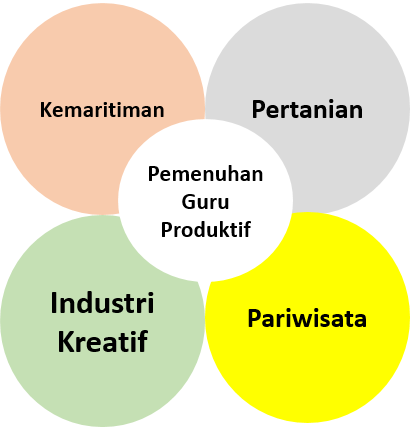 Kemaritiman
Pertanian
Pemenuhan
Guru
Produktif
Industri
Kreatif
Pariwisata